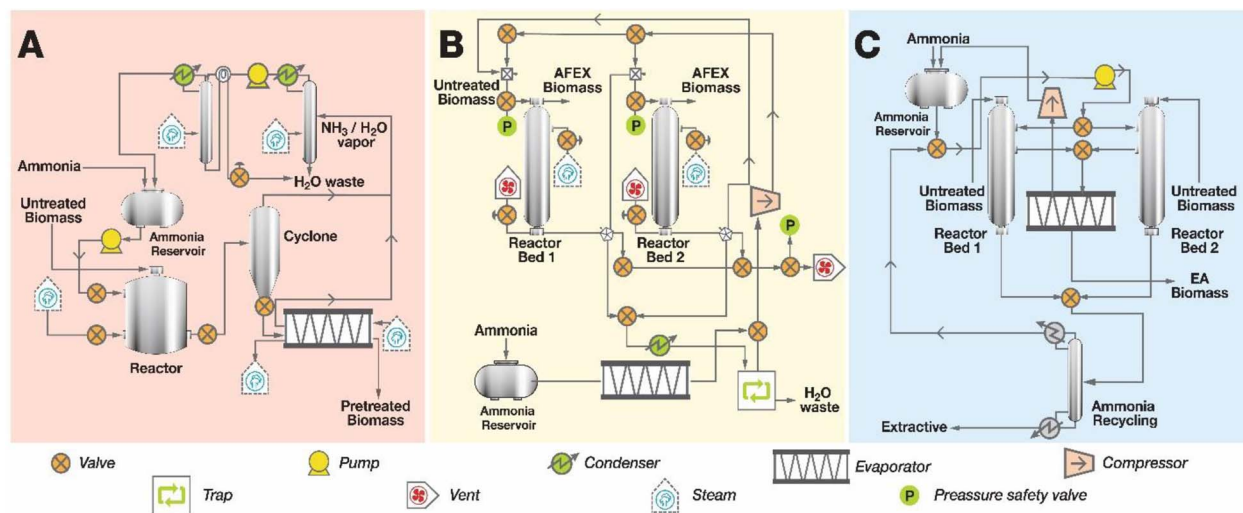 A
NH3 / H2O
vapor
H2O waste
Ammonia
Untreated
Biomass
Ammonia
Reservoir
Cyclone
Reactor
Pretreated
Biomass
B
Untreated
Biomass
AFEX
Biomass
AFEX
Biomass
P
P
Reactor
Bed 1
Reactor
Bed 2
P
Ammonia
Ammonia
Reservoir
H2O
waste
C
Ammonia
Ammonia
Reservoir
Untreated
Biomass
Untreated
Biomass
Reactor
Bed 1
Reactor
Bed 2
EA
Biomass
Ammonia
Recycling
Extractive
Valve
Pump
Condenser
Evaporator
Compressor
Trap
Vent
Steam
P
Preassure safety valve